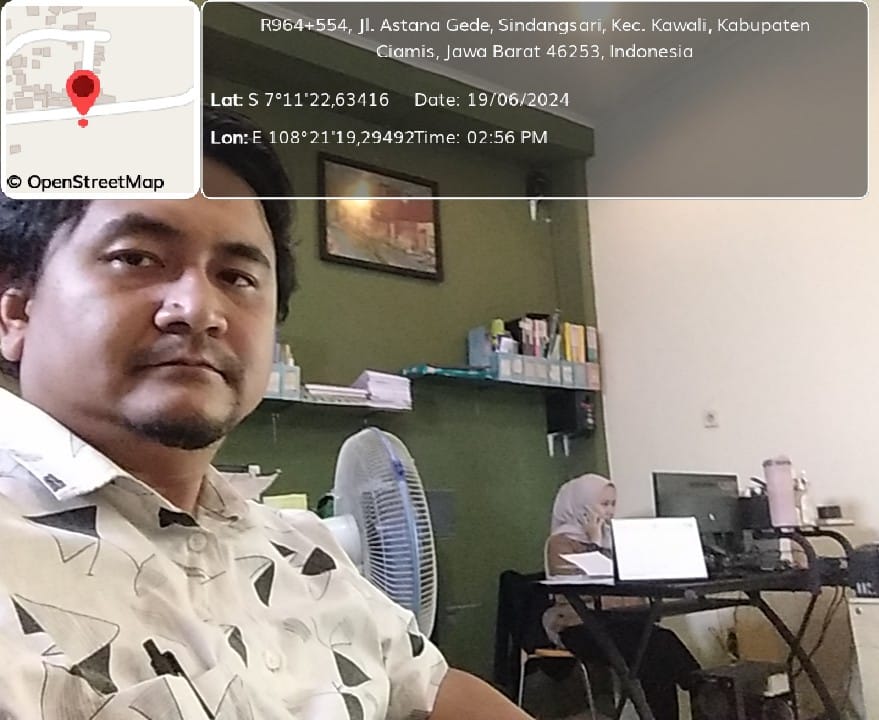 R964+554, Jl. Astana Gede, Sindangsari, Kec. Kawali, Kabupaten
Ciamis, Jawa Barat 46253, Indonesia
Lat: S 7°11'22,63416 Date: 19/06/2024
Lon: E 108°21'19,29492Time: 02:56 PM
© OpenStreetMap